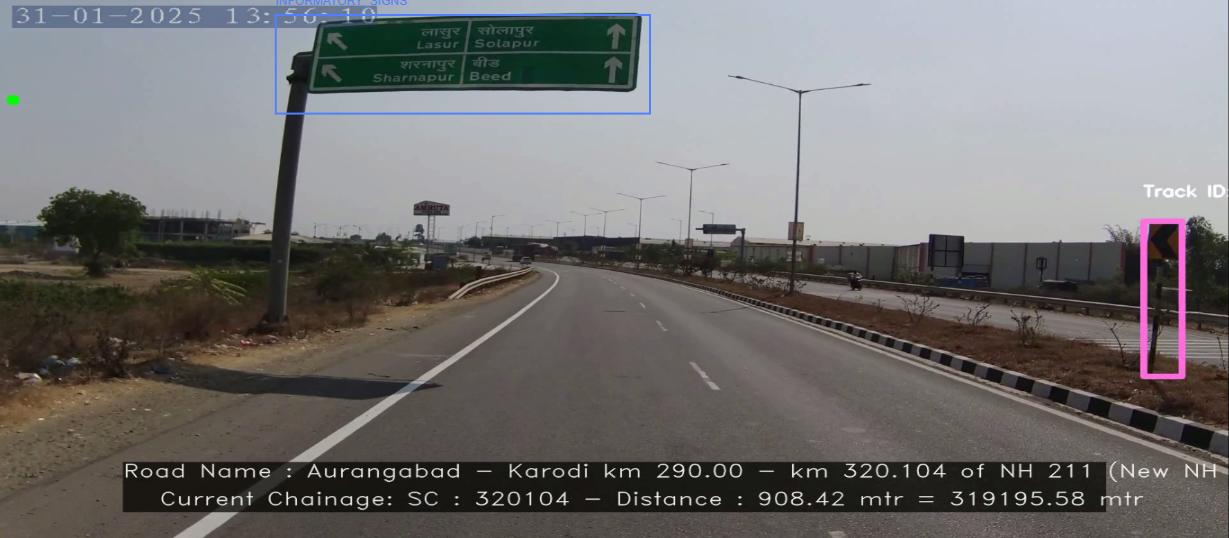 INFORMATORY_SIGNS
31-01-2025 13:56:10
लासुर सोलापुर
Lasur Solapur
शरनापुर बीड
Sharnapur Beed
AMRUTA
Track ID
Road Name : Aurangabad - Karodi km 290.00 - km 320.104 of NH 211 (New NH
Current Chainage: SC : 320104 - Distance : 908.42 mtr = 319195.58 mtr